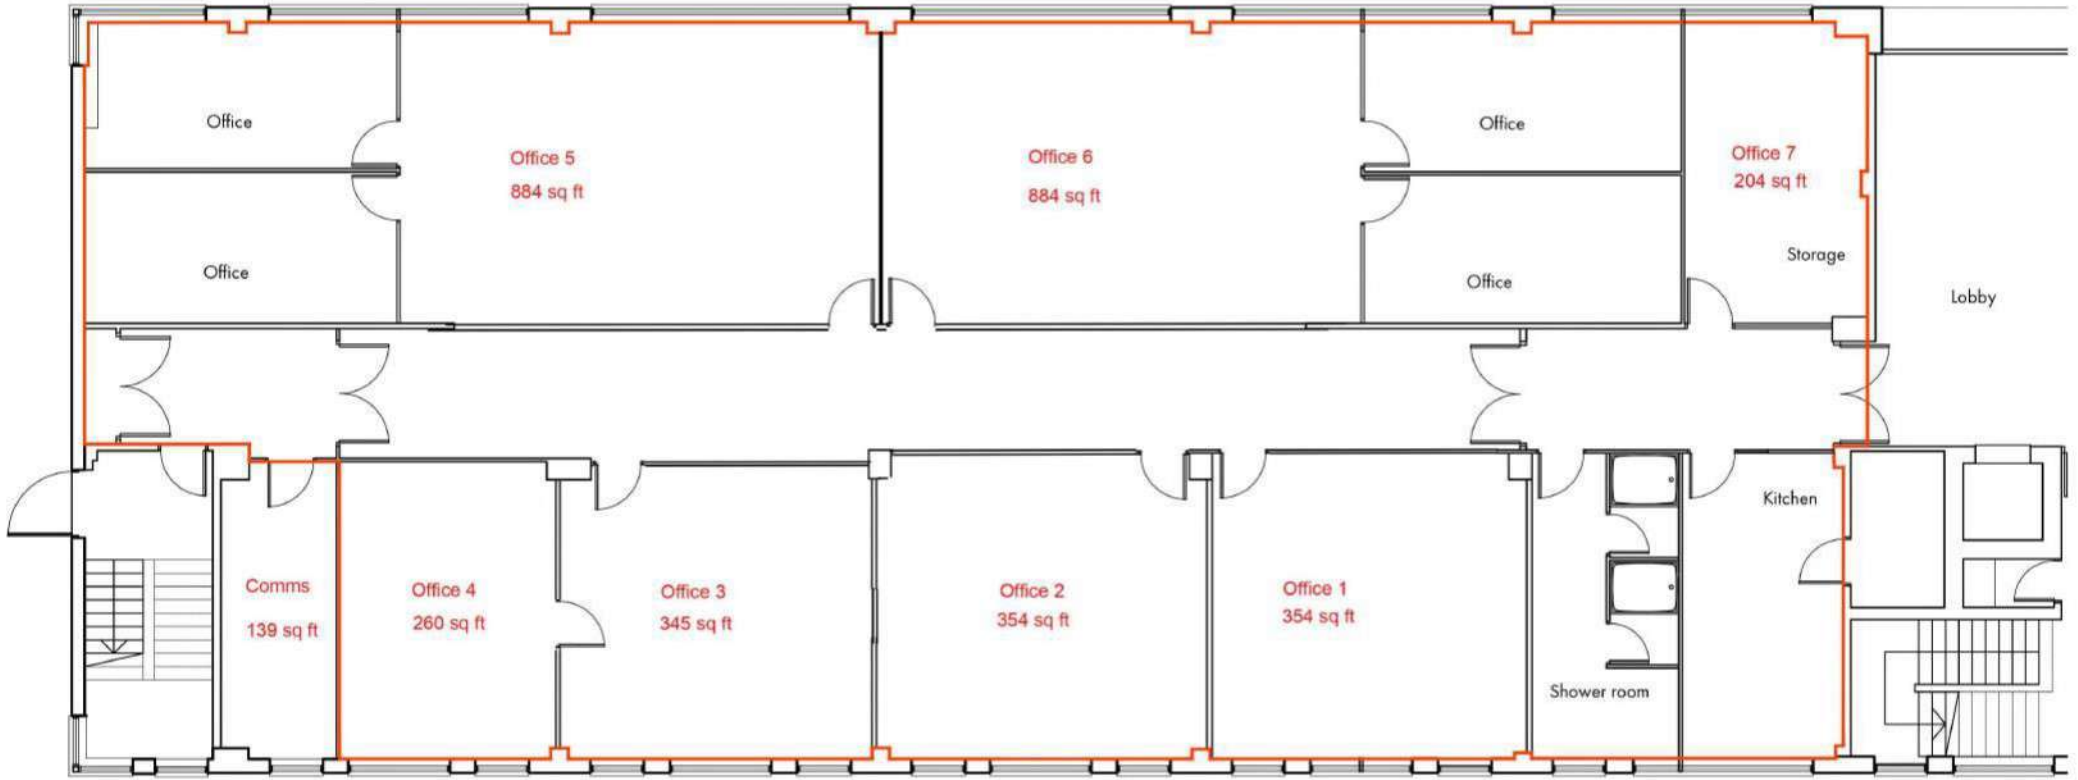 Office
Office 5
884 sq ft
Office
Office 6
884 sq ft
Office
Office
Office 7
204 sq ft
Storage
Lobby
Comms
139 sq ft
Office 4
260 sq ft
Office 3
345 sq ft
Office 2
354 sq ft
Office 1
354 sq ft
Shower room
Kitchen